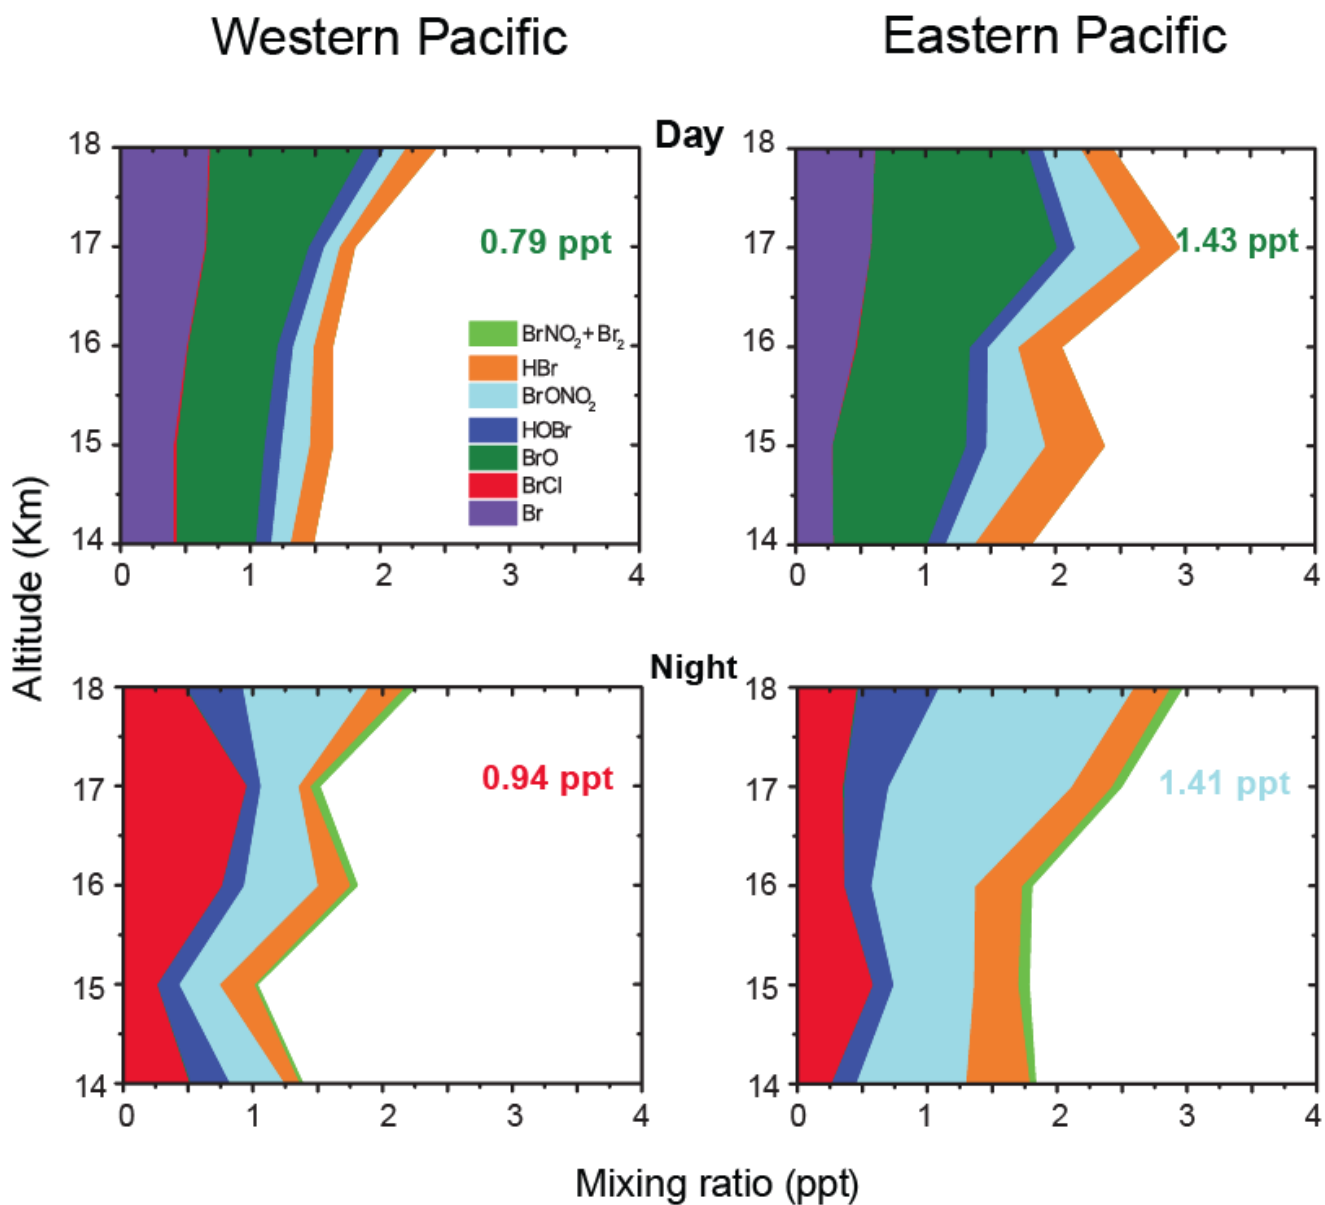 Western Pacific
Eastern Pacific
Day
18
17
16
15
14
0 1 2 3 4
0.79 ppt
BrNO₂+Br₂
HBr
BrONO₂
HOBr
BrO
BrCl
Br
18
17
16
15
14
0 1 2 3 4
1.43 ppt
Altitude (Km)
Night
18
17
16
15
14
0 1 2 3 4
0.94 ppt
18
17
16
15
14
0 1 2 3 4
1.41 ppt
Mixing ratio (ppt)